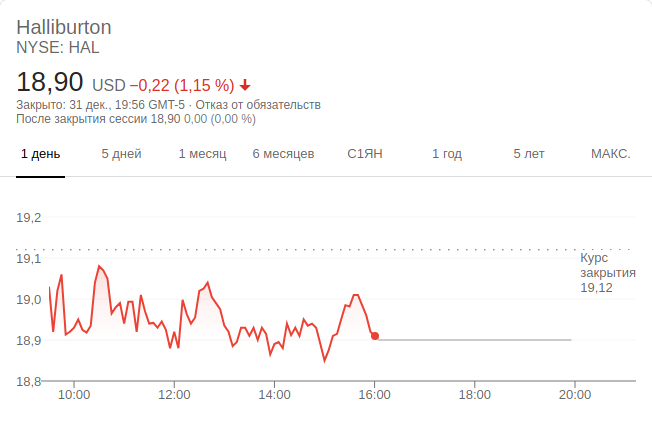 Halliburton
NYSE: HAL
18,90 USD −0,22 (1,15 %)
Закрыто: 31 дек., 19:56 GMT-5 · Отказ от обязательств
После закрытия сессии 18,90 0,00 (0,00 %)
1 день 5 дней 1 месяц 6 месяцев С1ЯН 1 год 5 лет МАКС.
19,2
19,1
Курс
закрытия
19,12
19,0
18,9
18,8
10:00 12:00 14:00 16:00 18:00 20:00